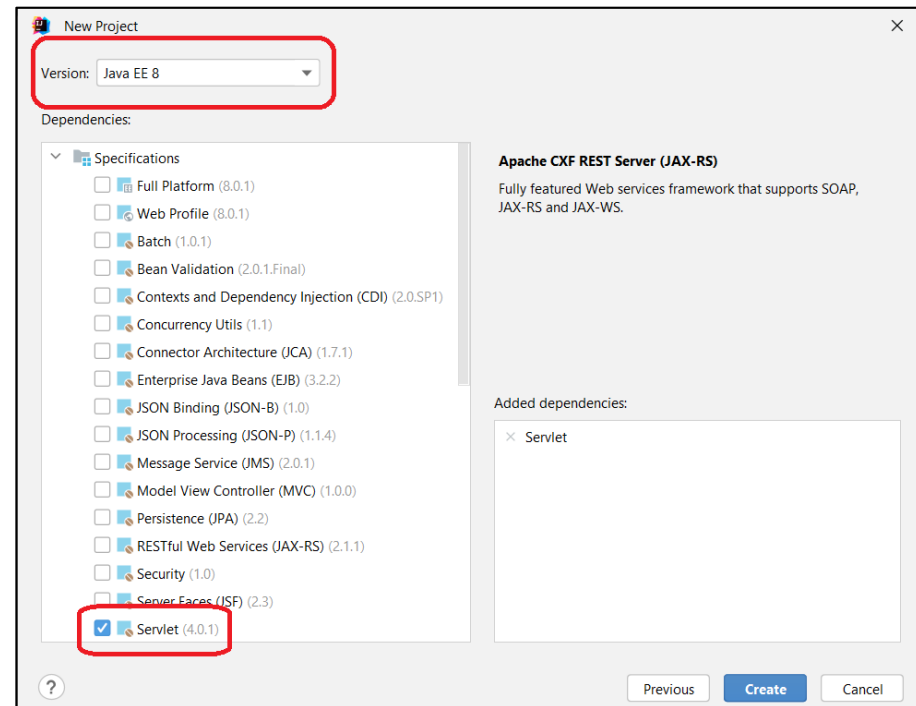 New Project
Version: Java EE 8
Dependencies:
Specifications
Full Platform (8.0.1)
Web Profile (8.0.1)
Batch (1.0.1)
Bean Validation (2.0.1.Final)
Contexts and Dependency Injection (CDI) (2.0.SP1)
Concurrency Utils (1.1)
Connector Architecture (JCA) (1.7.1)
Enterprise Java Beans (EJB) (3.2.2)
JSON Binding (JSON-B) (1.0)
JSON Processing (JSON-P) (1.1.4)
Message Service (JMS) (2.0.1)
Model View Controller (MVC) (1.0.0)
Persistence (JPA) (2.2)
RESTful Web Services (JAX-RS) (2.1.1)
Security (1.0)
Server Faces (JSF) (2.3)
Servlet (4.0.1)
Apache CXF REST Server (JAX-RS)
Fully featured Web services framework that supports SOAP,
JAX-RS and JAX-WS.
Added dependencies:
Servlet
?
Previous
Create
Cancel